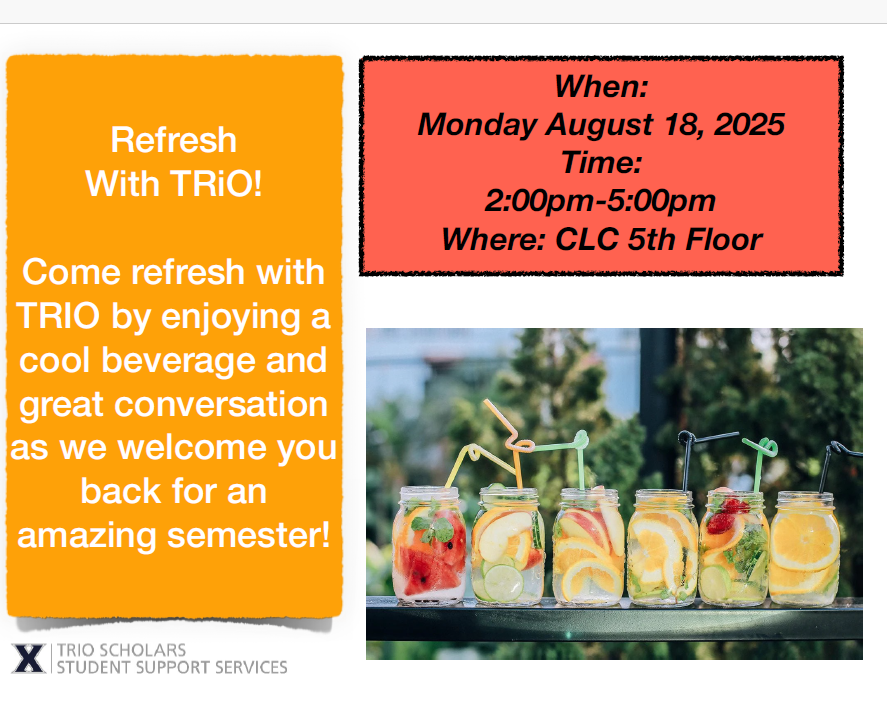 Refresh
With TRiO!
Come refresh with
TRIO by enjoying a
cool beverage and
great conversation
as we welcome you
back for an
amazing semester!
When:
Monday August 18, 2025
Time:
2:00pm-5:00pm
Where: CLC 5th Floor
X
TRIO SCHOLARS
STUDENT SUPPORT SERVICES